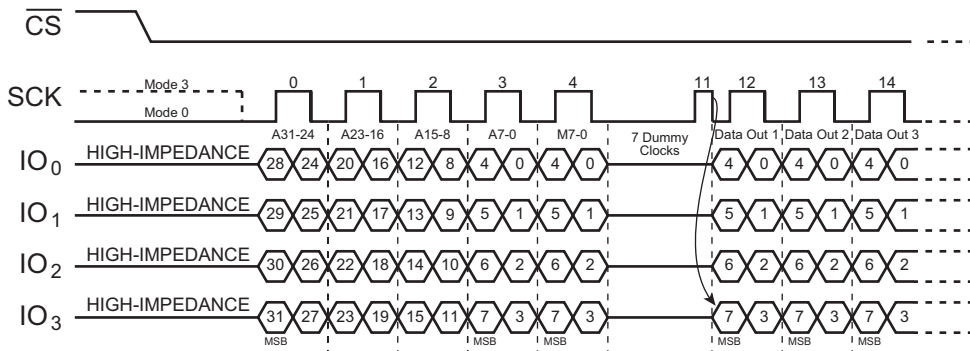 CS
SCK
Mode 3
Mode 0
0 1 2 3 4 11 12 13 14
A31-24 A23-16 A15-8 A7-0 M7-0 7 Dummy Clocks Data Out 1 Data Out 2 Data Out 3
IO0 HIGH-IMPEDANCE 28 24 20 16 12 8 4 0 4 0 4 0 4 0 4 0
IO1 HIGH-IMPEDANCE 29 25 21 17 13 9 5 1 5 1 5 1 5 1 5 1
IO2 HIGH-IMPEDANCE 30 26 22 18 14 10 6 2 6 2 6 2 6 2 6 2
IO3 HIGH-IMPEDANCE 31 27 23 19 15 11 7 3 7 3 7 3 7 3 7 3
MSB MSB MSB MSB MSB MSB